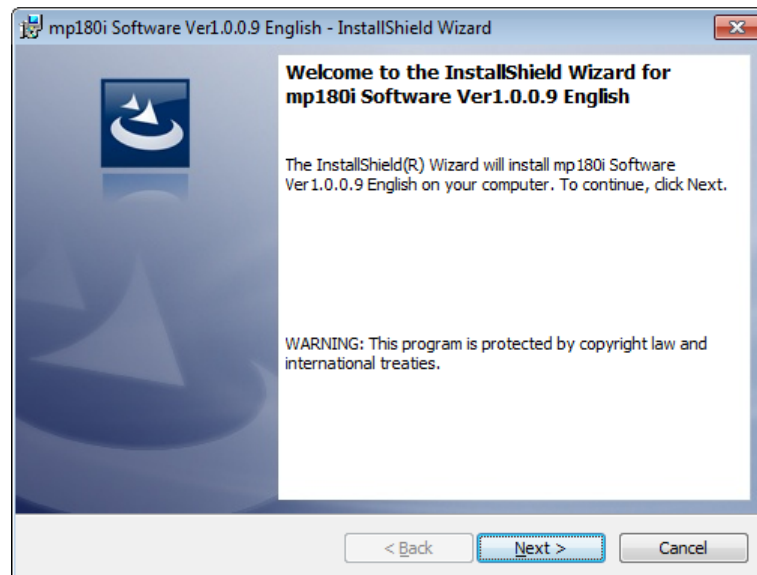 mp180i Software Ver1.0.0.9 English - InstallShield Wizard
Welcome to the InstallShield Wizard for
mp180i Software Ver1.0.0.9 English
The InstallShield(R) Wizard will install mp180i Software
Ver1.0.0.9 English on your computer. To continue, click Next.
WARNING: This program is protected by copyright law and
international treaties.
< Back
Next >
Cancel